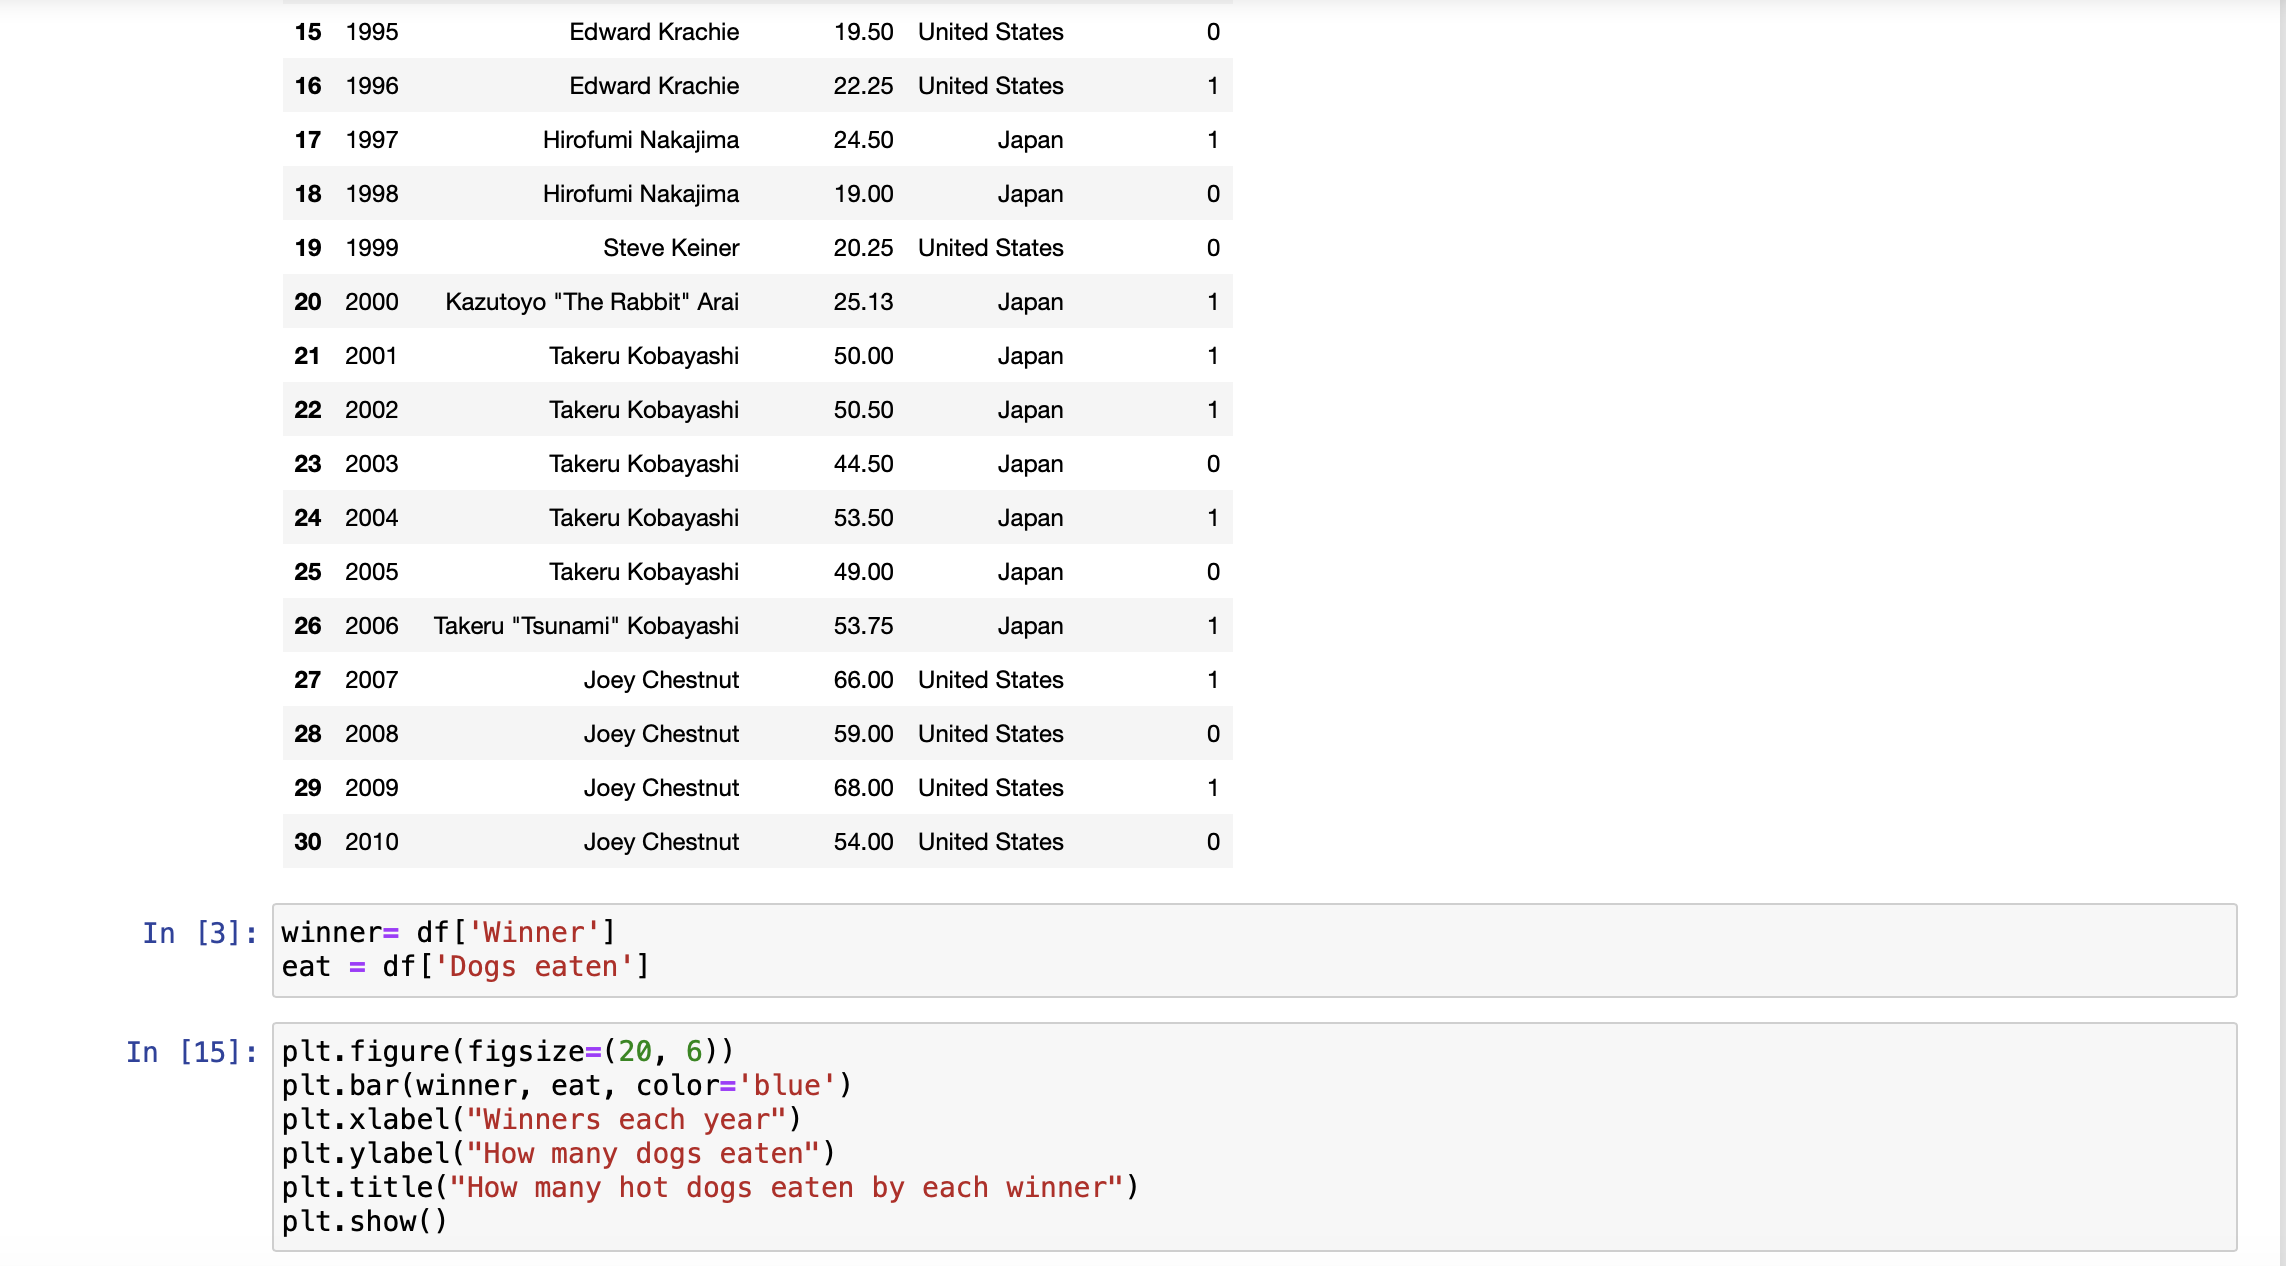 15 1995 Edward Krachie 19.50 United States 0
16 1996 Edward Krachie 22.25 United States 1
17 1997 Hirofumi Nakajima 24.50 Japan 1
18 1998 Hirofumi Nakajima 19.00 Japan 0
19 1999 Steve Keiner 20.25 United States 0
20 2000 Kazutoyo "The Rabbit" Arai 25.13 Japan 1
21 2001 Takeru Kobayashi 50.00 Japan 1
22 2002 Takeru Kobayashi 50.50 Japan 1
23 2003 Takeru Kobayashi 44.50 Japan 0
24 2004 Takeru Kobayashi 53.50 Japan 1
25 2005 Takeru Kobayashi 49.00 Japan 0
26 2006 Takeru "Tsunami" Kobayashi 53.75 Japan 1
27 2007 Joey Chestnut 66.00 United States 1
28 2008 Joey Chestnut 59.00 United States 0
29 2009 Joey Chestnut 68.00 United States 1
30 2010 Joey Chestnut 54.00 United States 0
In [3]: winner= df['Winner']
eat = df['Dogs eaten']
In [15]: plt.figure(figsize=(20, 6))
plt.bar(winner, eat, color='blue')
plt.xlabel("Winners each year")
plt.ylabel("How many dogs eaten")
plt.title("How many hot dogs eaten by each winner")
plt.show()